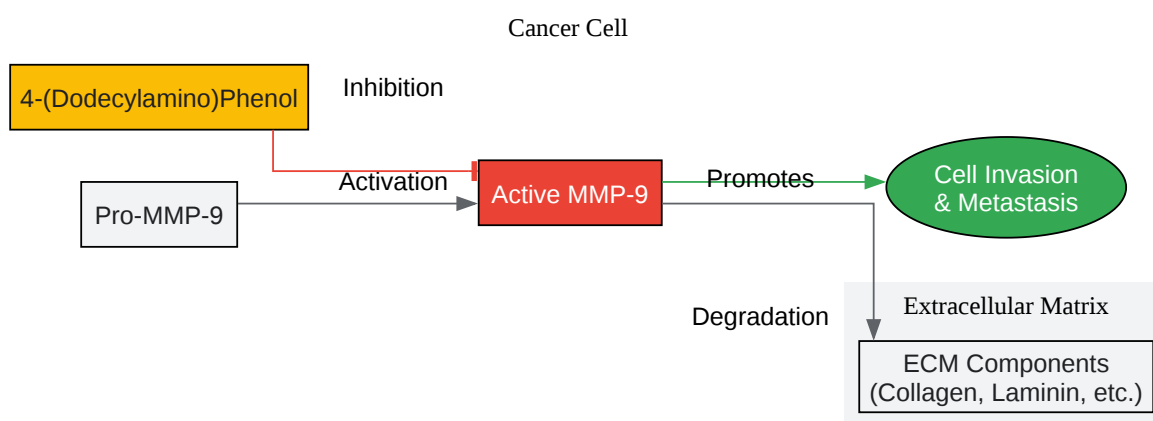 Cancer Cell
4-(Dodecylamino)Phenol
Inhibition
Activation
Pro-MMP-9
Active MMP-9
Promotes
Cell Invasion
& Metastasis
Degradation
Extracellular Matrix
ECM Components
(Collagen, Laminin, etc.)